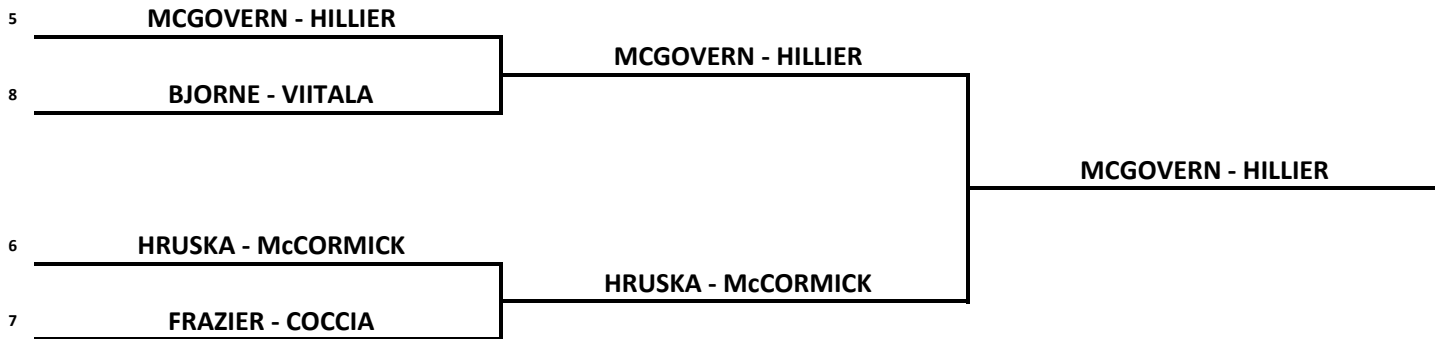 5 MCGOVERN - HILLIER
MCGOVERN - HILLIER
8 BJORNE - VIITALA
MCGOVERN - HILLIER
6 HRUSKA - McCORMICK
HRUSKA - McCORMICK
7 FRAZIER - COCCIA